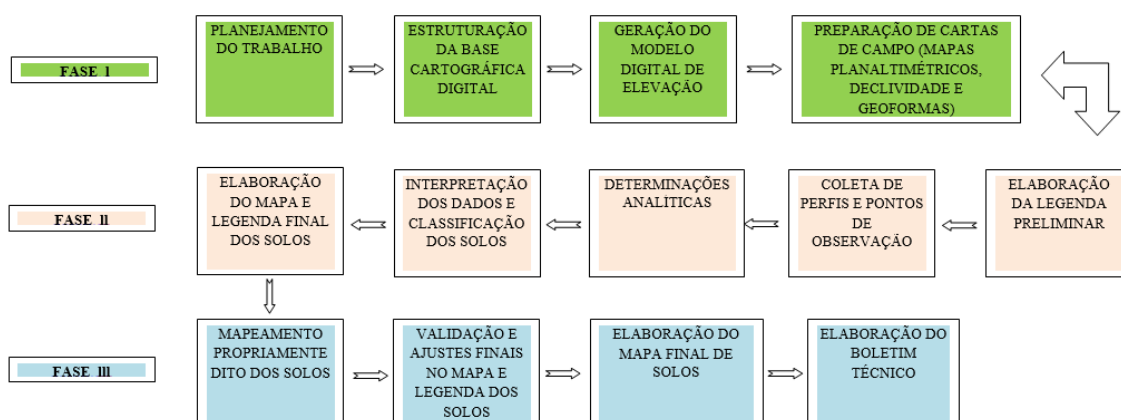 FASE I
PLANEJAMENTO
DO TRABALHO
ESTRUTURAÇÃO
DA BASE
CARTOGRÁFICA
DIGITAL
GERAÇÃO DO
MODELO
DIGITAL DE
ELEVAÇÃO
PREPARAÇÃO DE CARTAS
DE CAMPO (MAPAS
PLANALTIMÉTRICOS,
DECLIVIDADE E
GEOFORMAS)
FASE II
ELABORAÇÃO
DO MAPA E
LEGENDA FINAL
DOS SOLOS
INTERPRETAÇÃO
DOS DADOS E
CLASSIFICAÇÃO
DOS SOLOS
DETERMINAÇÕES
ANALÍTICAS
COLETA DE
PERFIS E PONTOS
DE
OBSERVAÇÃO
ELABORAÇÃO
DA LEGENDA
PRELIMINAR
FASE III
MAPEAMENTO
PROPRIAMENTE
DITO DOS SOLOS
VALIDAÇÃO E
AJUSTES FINAIS
NO MAPA E
LEGENDA DOS
SOLOS
ELABORAÇÃO DO
MAPA FINAL DE
SOLOS
ELABORAÇÃO DO
BOLETIM
TÉCNICO